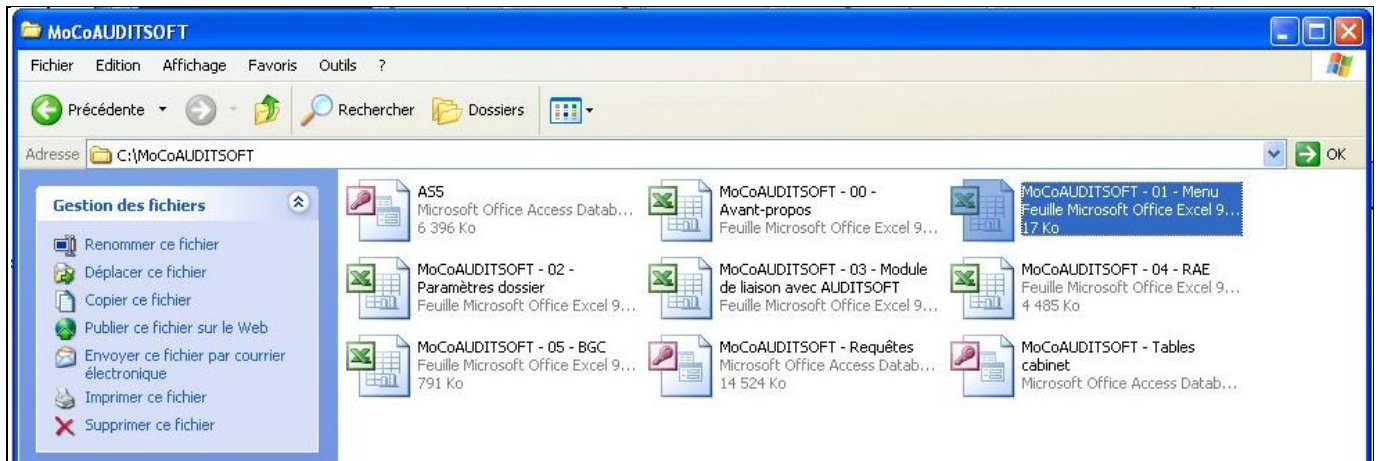 MoCoAUDITSOFT
Fichier Edition Affichage Favoris Outils ?
Précédente Rechercher Dossiers
Adresse C:\MoCoAUDITSOFT OK
Gestion des fichiers
Renommer ce fichier
Déplacer ce fichier
Copier ce fichier
Publier ce fichier sur le Web
Envoyer ce fichier par courrier
électronique
Imprimer ce fichier
Supprimer ce fichier
AS5
Microsoft Office Access Datab...
6 396 Ko
MoCoAUDITSOFT - 00 -
Avant-propos
Feuille Microsoft Office Excel 9...
MoCoAUDITSOFT - 01 - Menu
Feuille Microsoft Office Excel 9...
17 Ko
MoCoAUDITSOFT - 02 -
Paramètres dossier
Feuille Microsoft Office Excel 9...
MoCoAUDITSOFT - 03 - Module
de liaison avec AUDITSOFT
Feuille Microsoft Office Excel 9...
MoCoAUDITSOFT - 04 - RAE
Feuille Microsoft Office Excel 9...
4 485 Ko
MoCoAUDITSOFT - 05 - BGC
Feuille Microsoft Office Excel 9...
791 Ko
MoCoAUDITSOFT - Requêtes
Microsoft Office Access Datab...
14 524 Ko
MoCoAUDITSOFT - Tables
cabinet
Microsoft Office Access Datab...